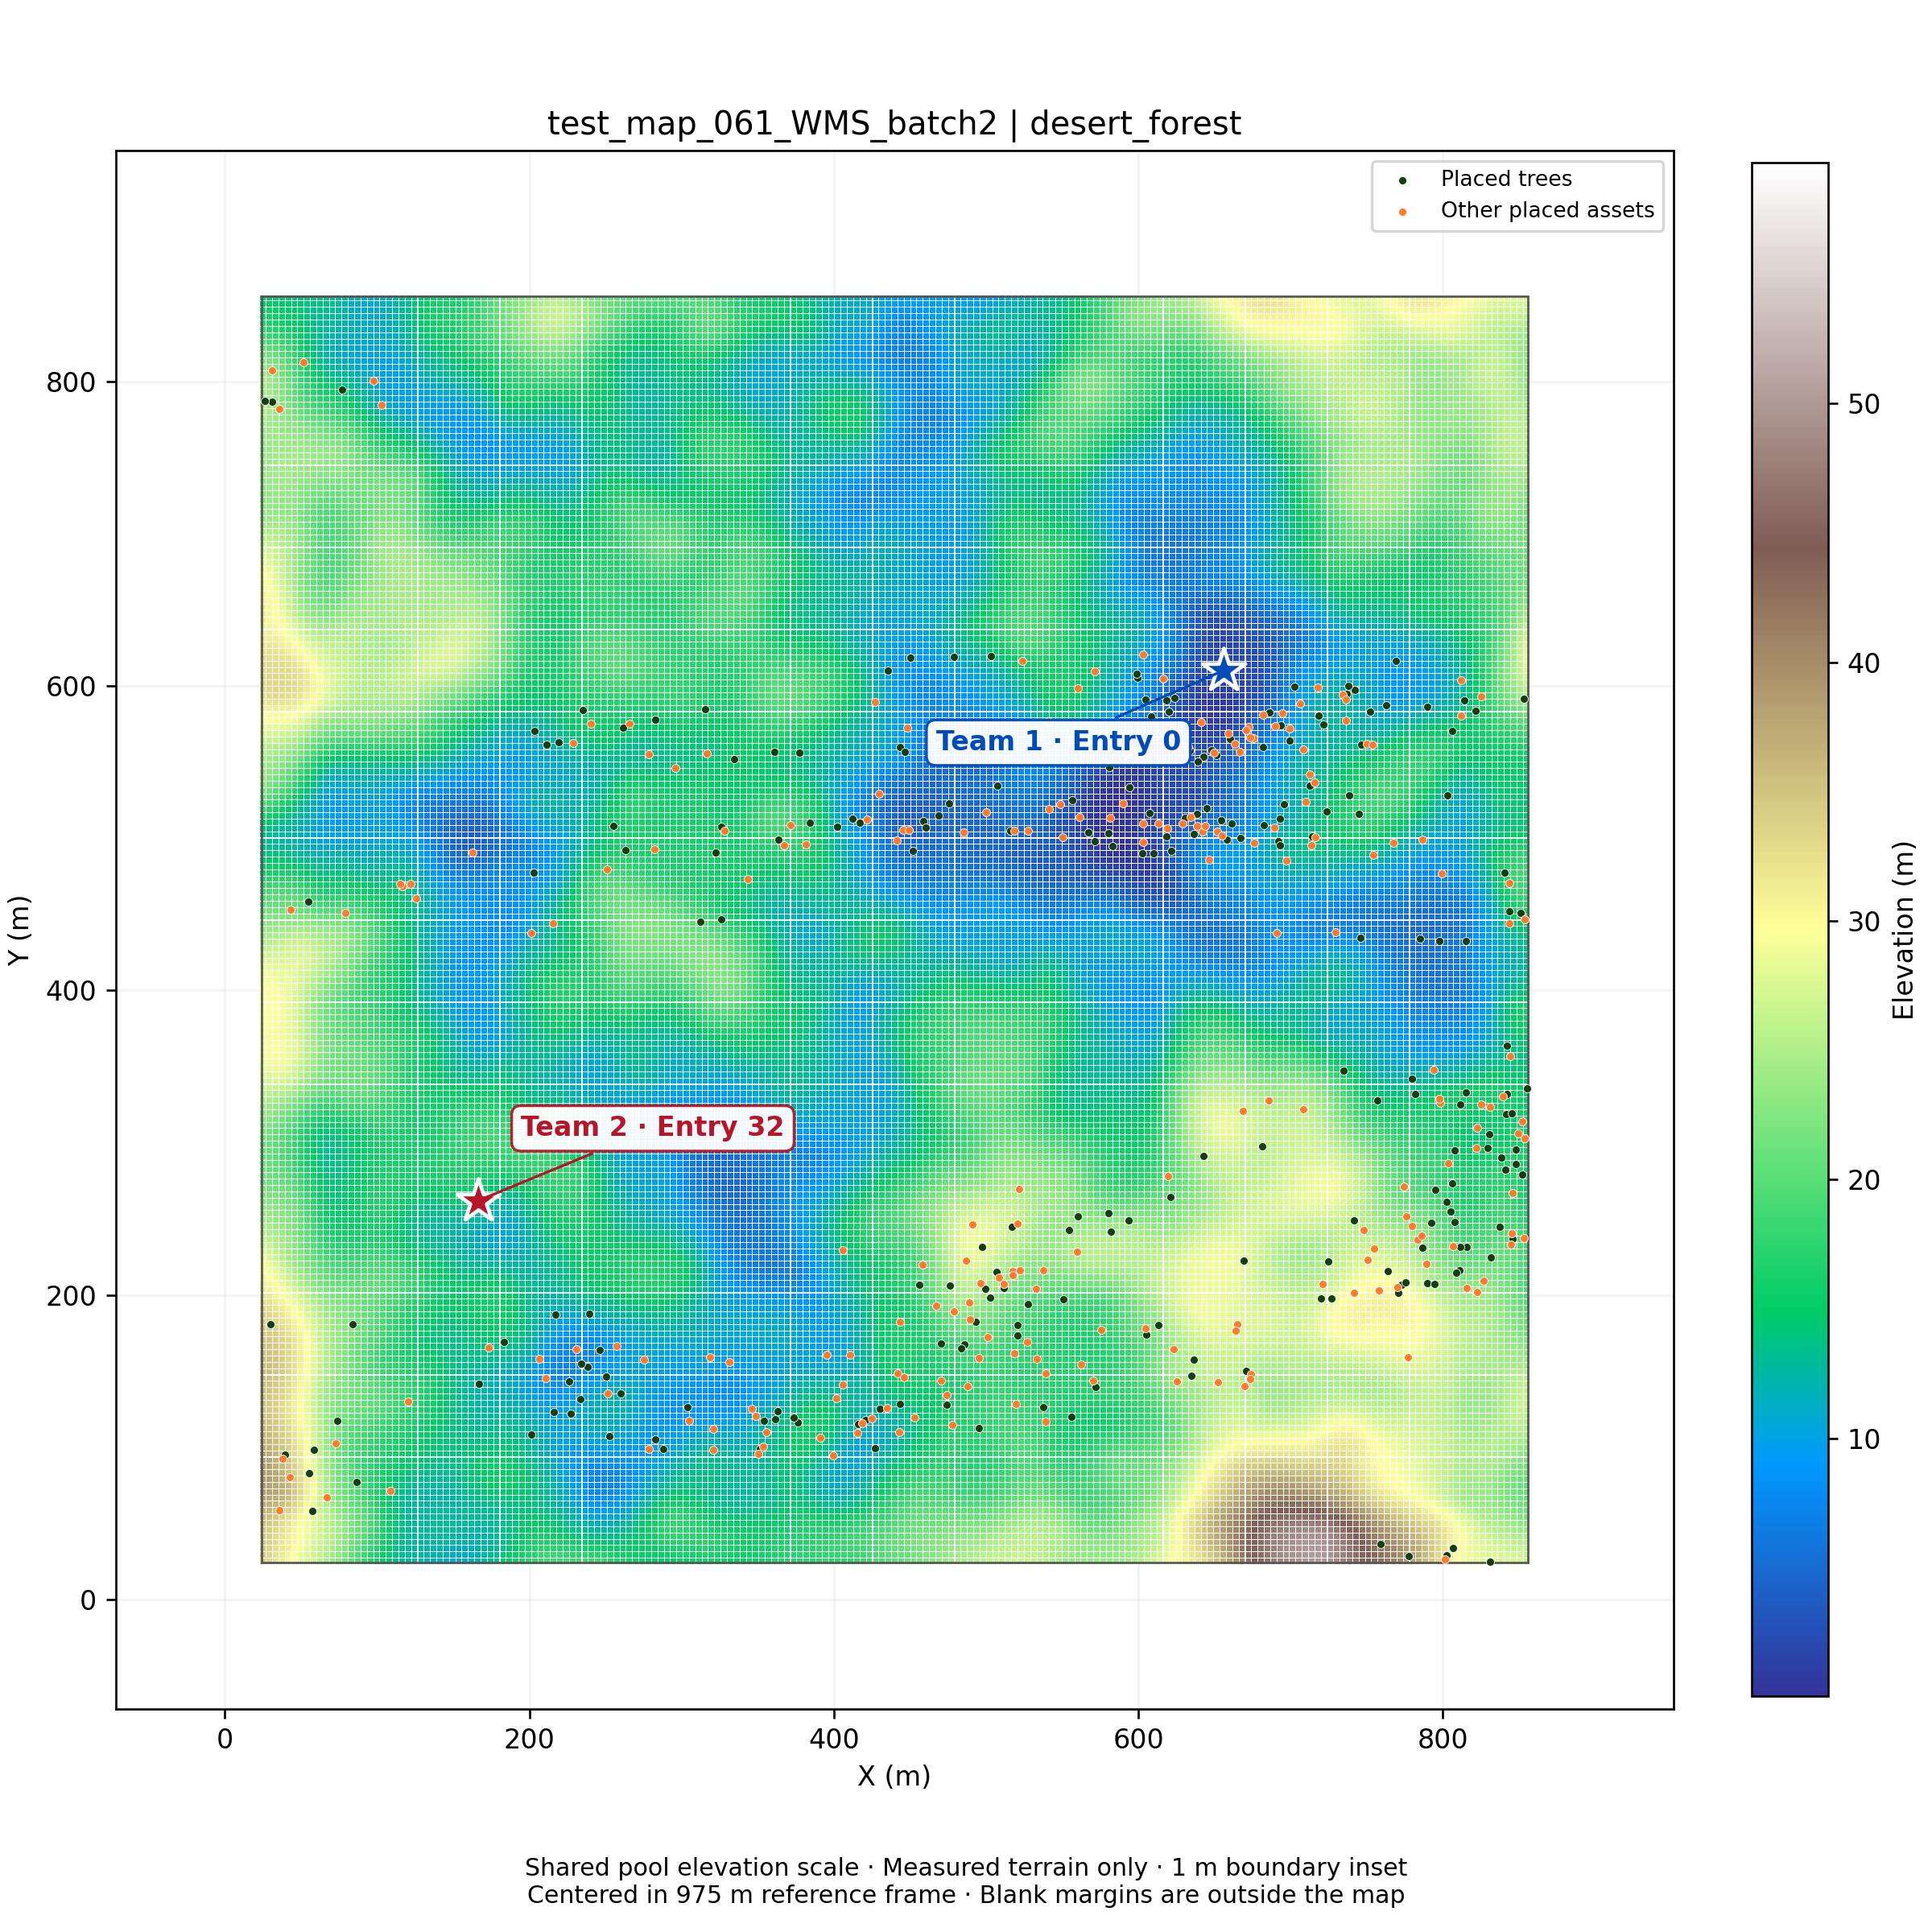 test_map_061_WMS_batch2 | desert_forest
Placed trees
Other placed assets
800
600
400
200
0
Y (m)
Team 1 · Entry 0
Team 2 · Entry 32
0
200
400
600
800
X (m)
50
40
30
20
10
Elevation (m)
Shared pool elevation scale · Measured terrain only · 1 m boundary inset
Centered in 975 m reference frame · Blank margins are outside the map